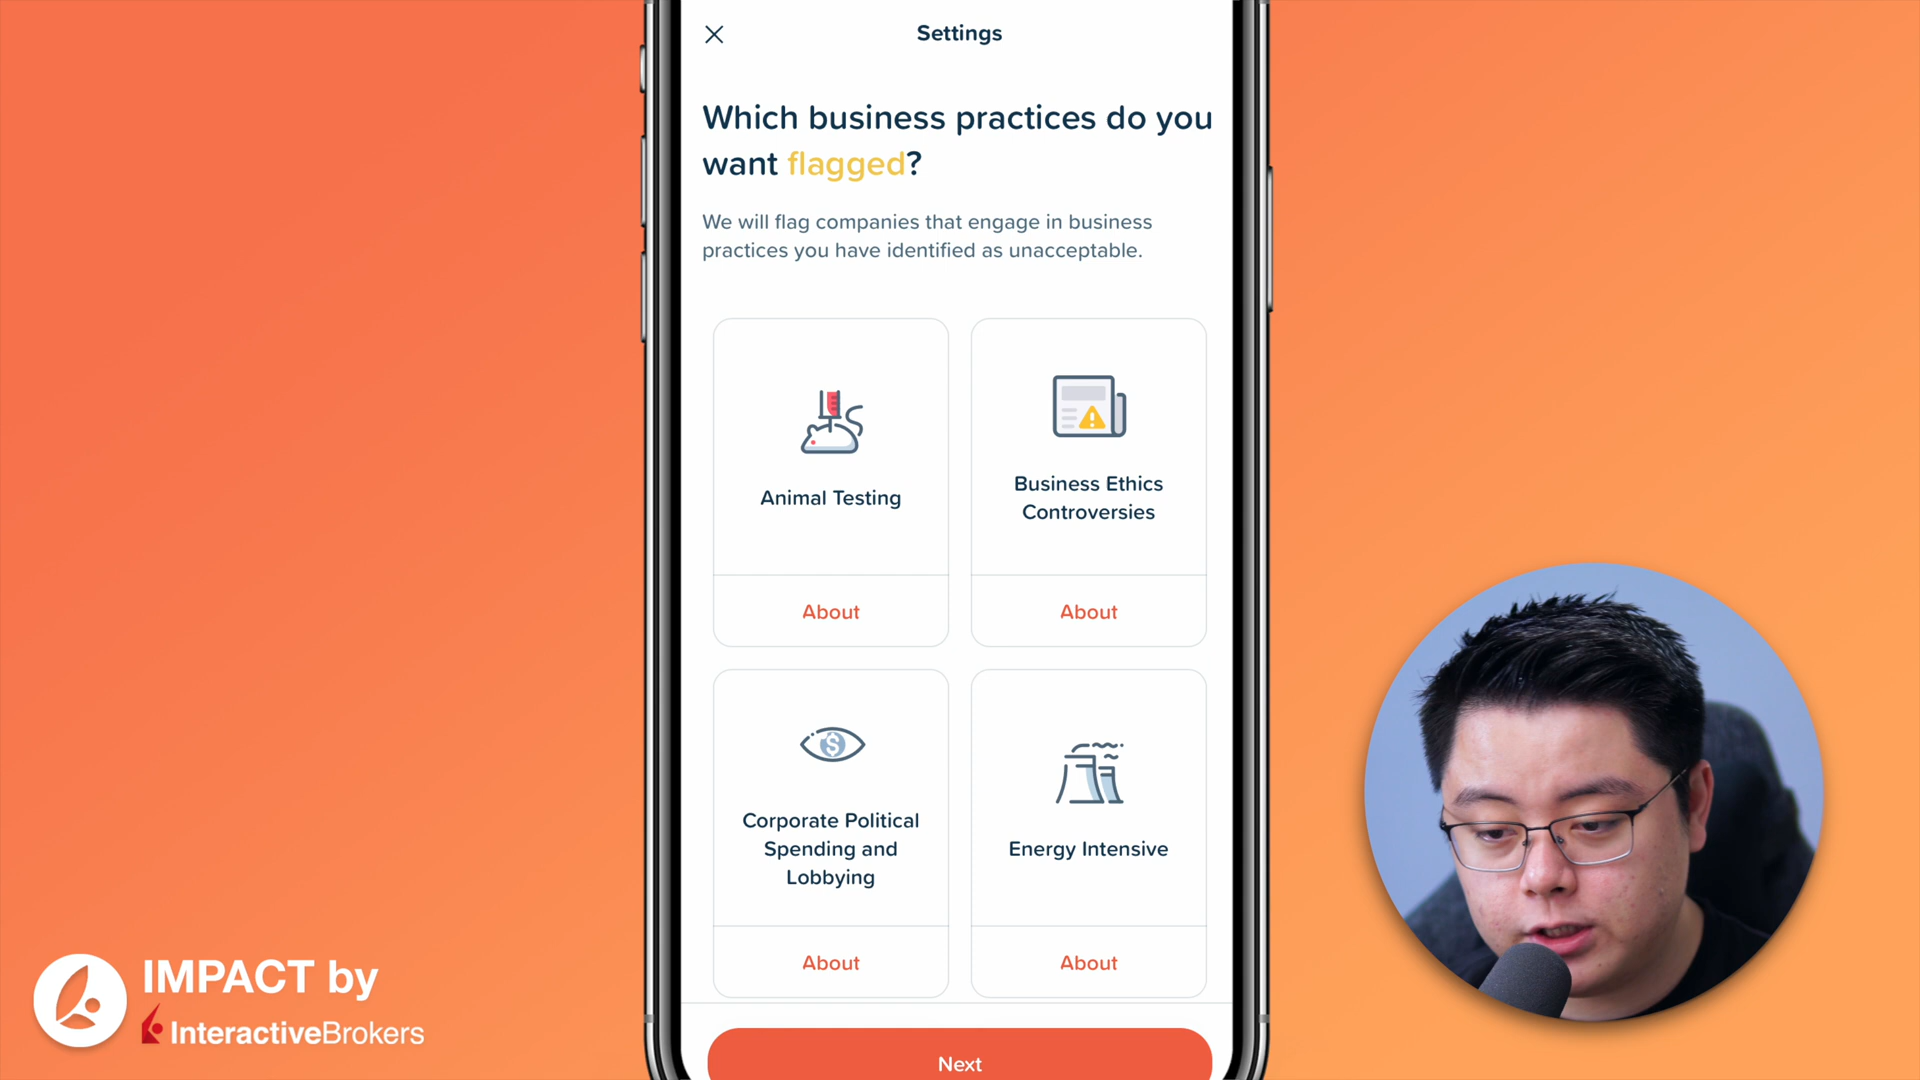 Settings
Which business practices do you
want flagged?
We will flag companies that engage in business
practices you have identified as unacceptable.
Animal Testing
About
Business Ethics
Controversies
About
$
Corporate Political
Spending and
Lobbying
About
Energy Intensive
About
Next
IMPACT by
InteractiveBrokers